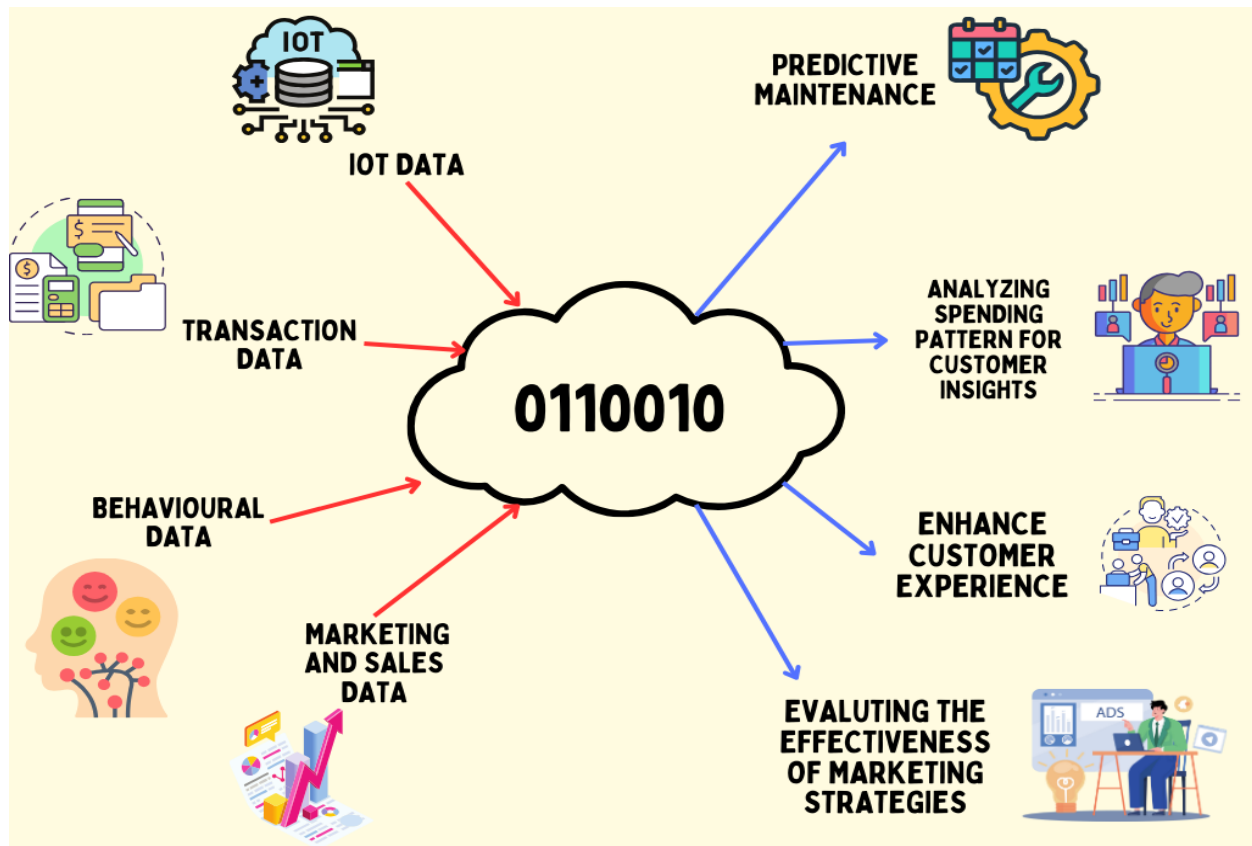 IOT
IOT DATA
TRANSACTION
DATA
BEHAVIOURAL
DATA
MARKETING
AND SALES
DATA
0110010
PREDICTIVE
MAINTENANCE
ANALYZING
SPENDING
PATTERN FOR
CUSTOMER
INSIGHTS
ENHANCE
CUSTOMER
EXPERIENCE
EVALUTING THE
EFFECTIVENESS
OF MARKETING
STRATEGIES
ADS